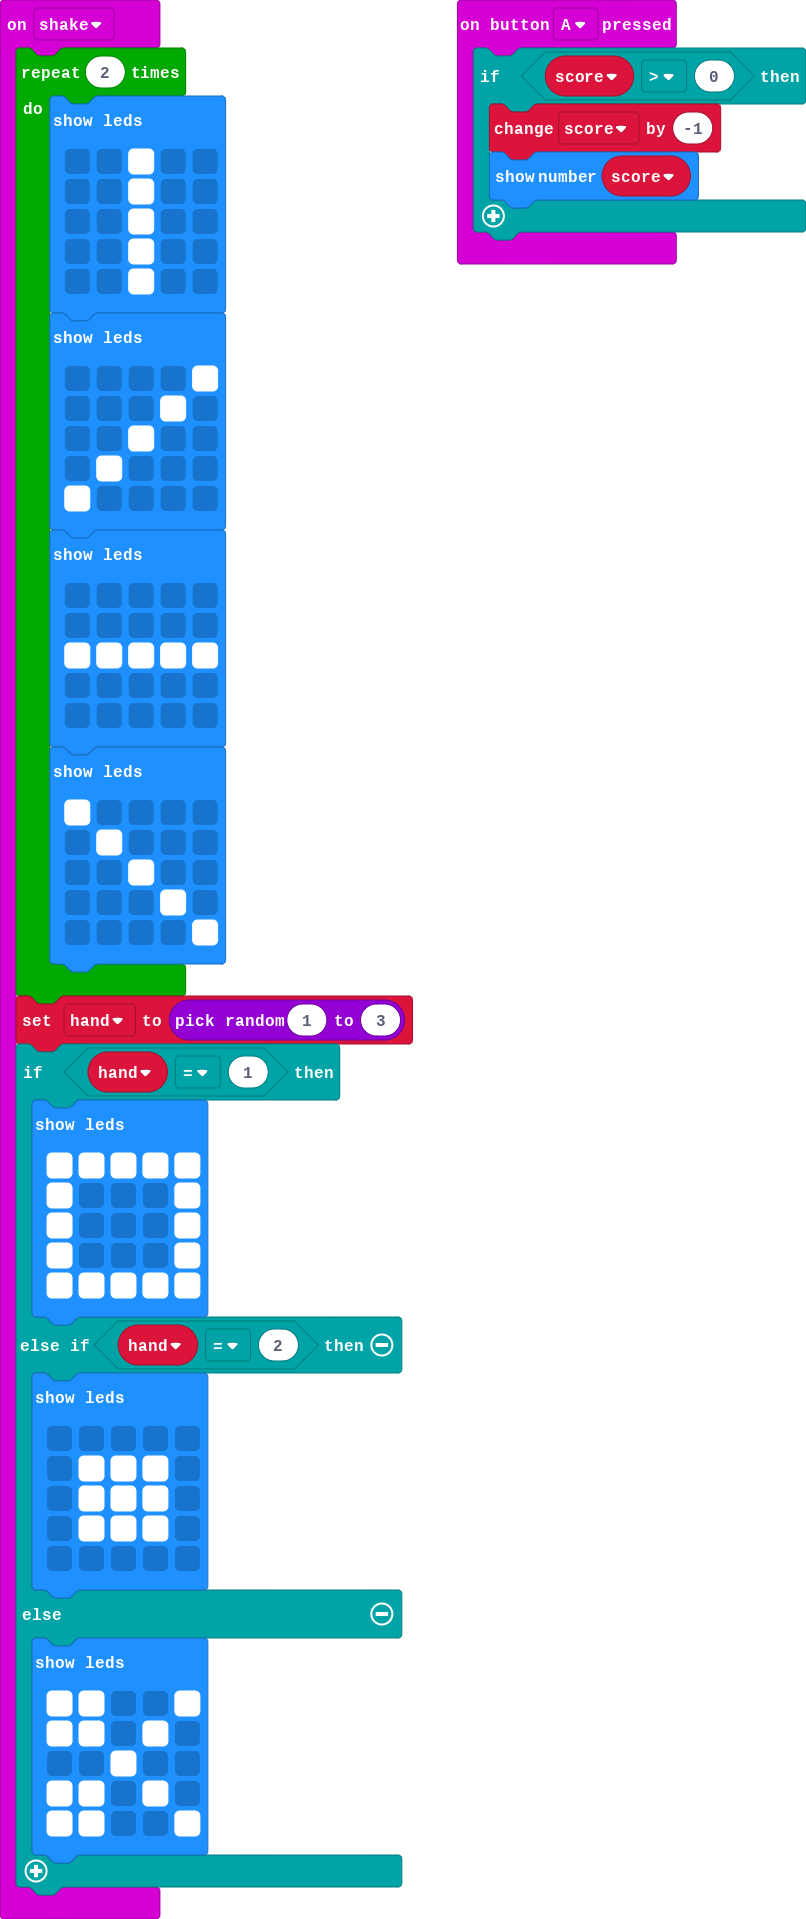 on shake
repeat 2 times
do
show leds
show leds
show leds
show leds
set hand to pick random 1 to 3
if hand = 1 then
show leds
else if hand = 2 then
show leds
else
show leds
on button A pressed
if score > 0 then
change score by -1
show number score